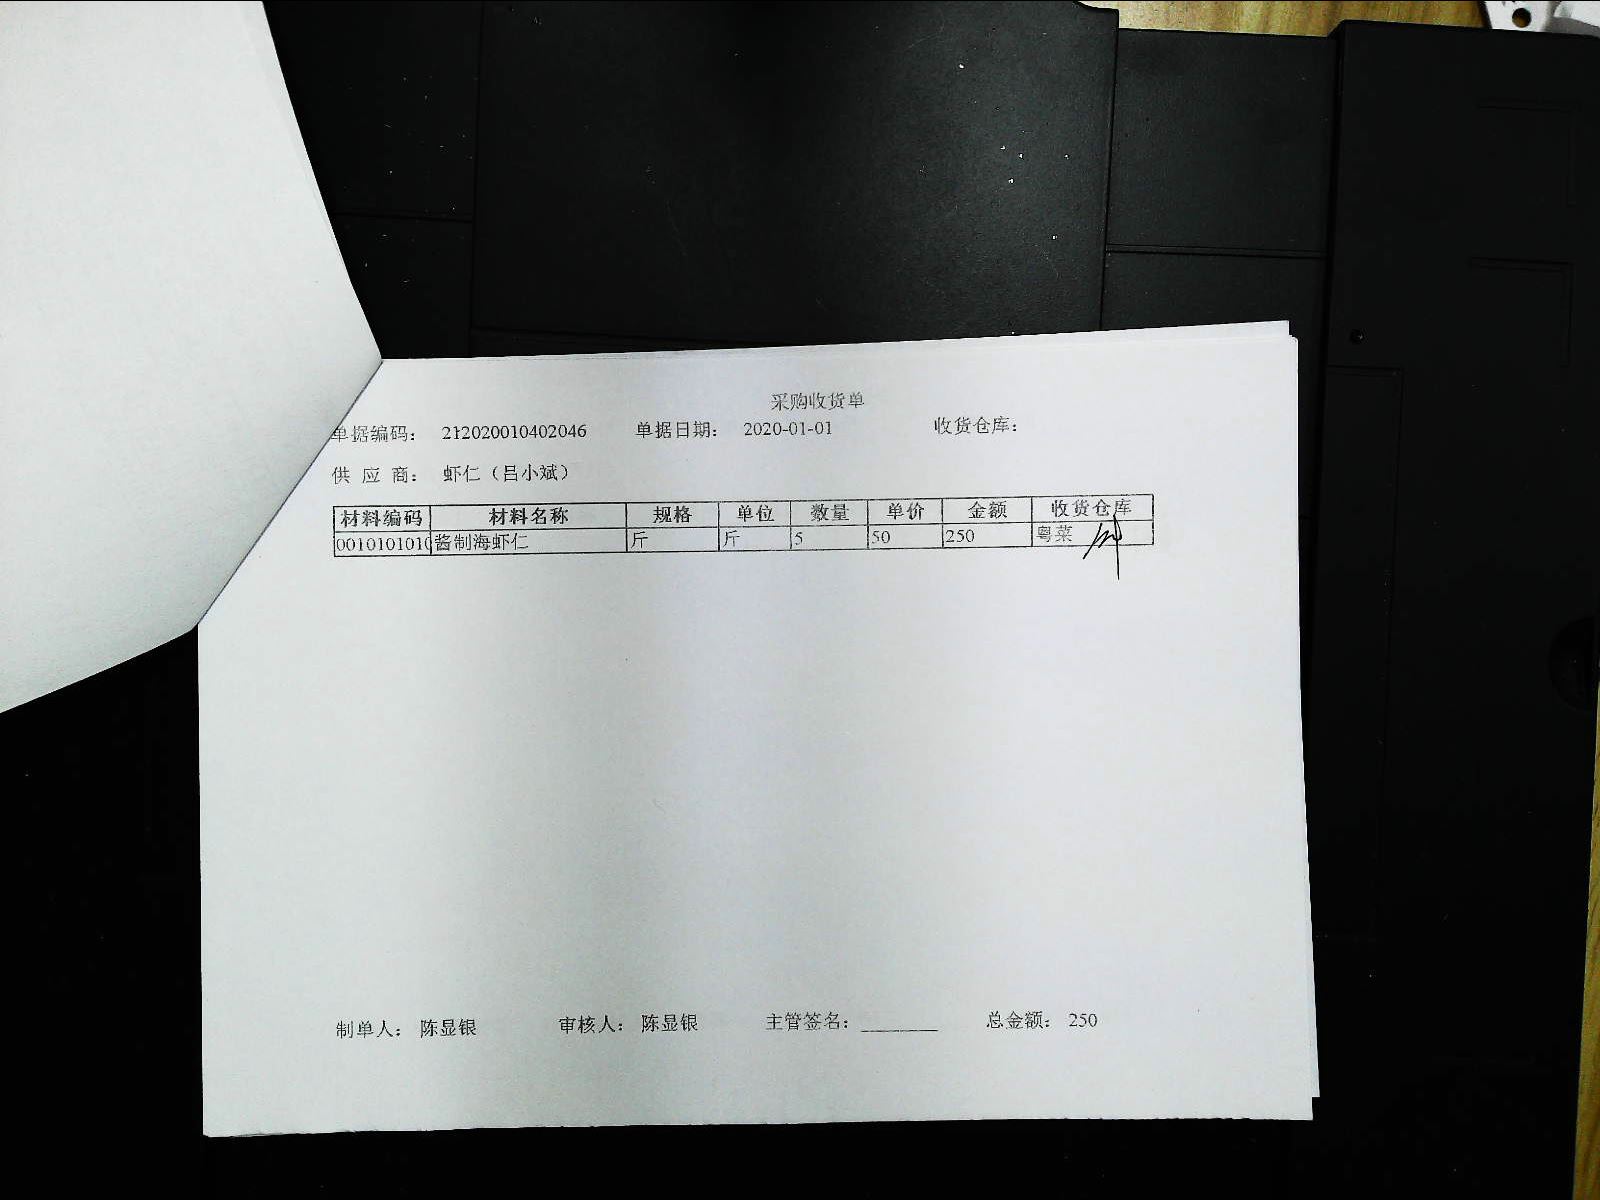 采购收货单
单据编码： 212020010402046 单据日期： 2020-01-01 收货仓库：
供 应 商： 虾仁（吕小斌）
材料编码 材料名称 规格 单位 数量 单价 金额 收货仓库
0010101010 酱制海虾仁 斤 斤 5 50 250 粤菜
制单人： 陈显银 审核人： 陈显银 主管签名：________ 总金额： 250